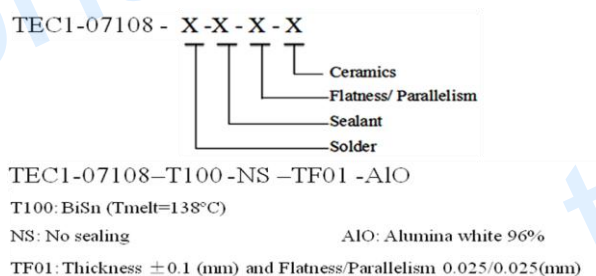 TEC1-07108 - X -X - X - X
Ceramics
Flatness/ Parallelism
Sealant
Solder
TEC1-07108–T100 -NS –TF01 -AlO
T100: BiSn (Tmelt=138°C)
NS: No sealing AlO: Alumina white 96%
TF01: Thickness ±0.1 (mm) and Flatness/Parallelism 0.025/0.025(mm)